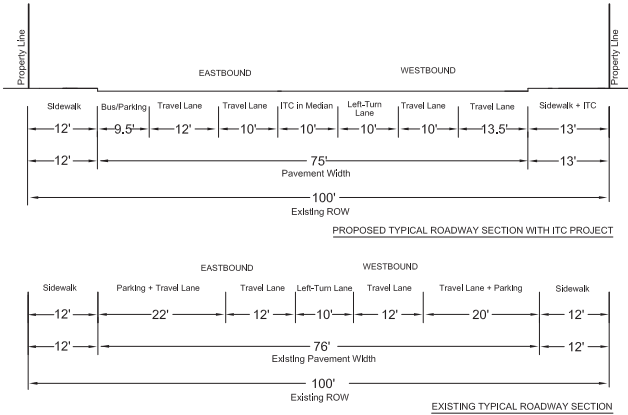 Property Line
Property Line
EASTBOUND
WESTBOUND
Sidewalk
Bus/Parking
Travel Lane
Travel Lane
ITC in Median
Left-Turn
Lane
Travel Lane
Travel Lane
Sidewalk + ITC
12'
9.5'
12'
10'
10'
10'
10'
13.5'
13'
12'
75'
13'
Pavement Width
100'
Existing ROW
PROPOSED TYPICAL ROADWAY SECTION WITH ITC PROJECT
EASTBOUND
WESTBOUND
Sidewalk
Parking + Travel Lane
Travel Lane
Left-Turn Lane
Travel Lane
Travel Lane + Parking
Sidewalk
12'
22'
12'
10'
12'
20'
12'
12'
76'
12'
Existing Pavement Width
100'
Existing ROW
EXISTING TYPICAL ROADWAY SECTION